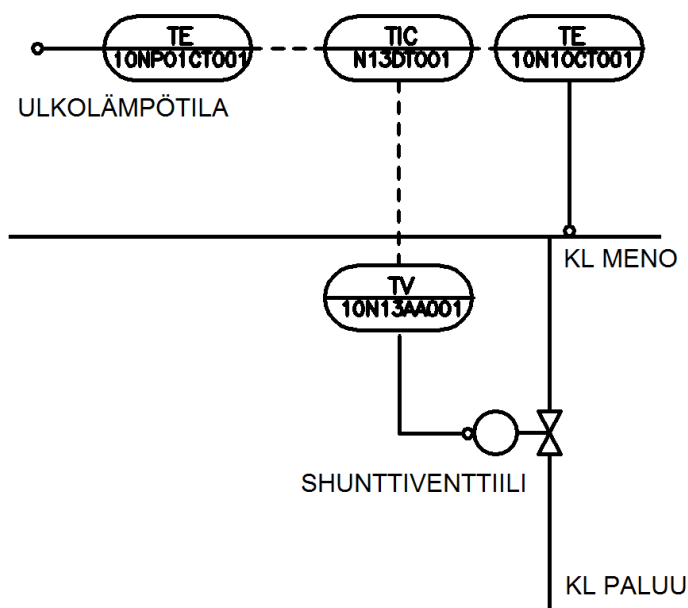 TE
10NP01CT001
TIC
N13DT001
TE
10N10CT001
ULKOLÄMPÖTILA
KL MENO
TV
10N13AA001
SHUNTTIVENTTIILI
KL PALUU